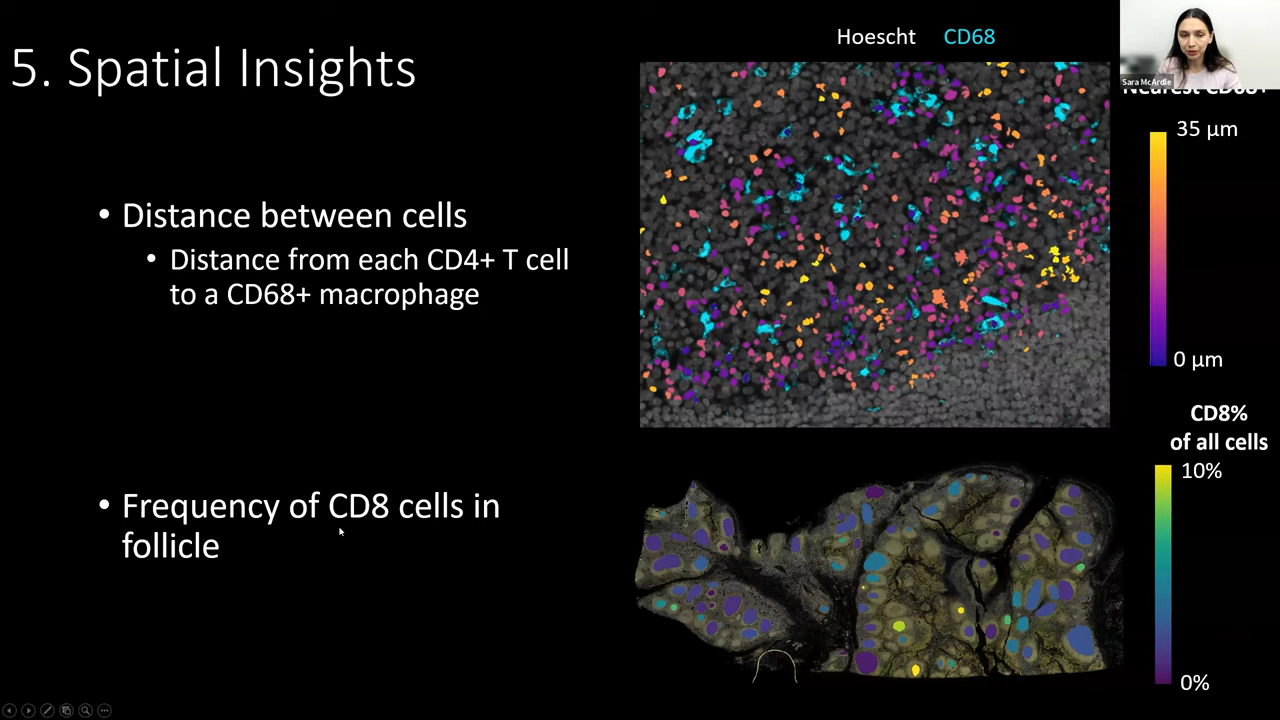 5. Spatial Insights
• Distance between cells
• Distance from each CD4+ T cell
to a CD68+ macrophage
• Frequency of CD8 cells in
follicle
Hoescht CD68
Sara McArdle
35 µm
0 µm
CD8%
of all cells
10%
0%